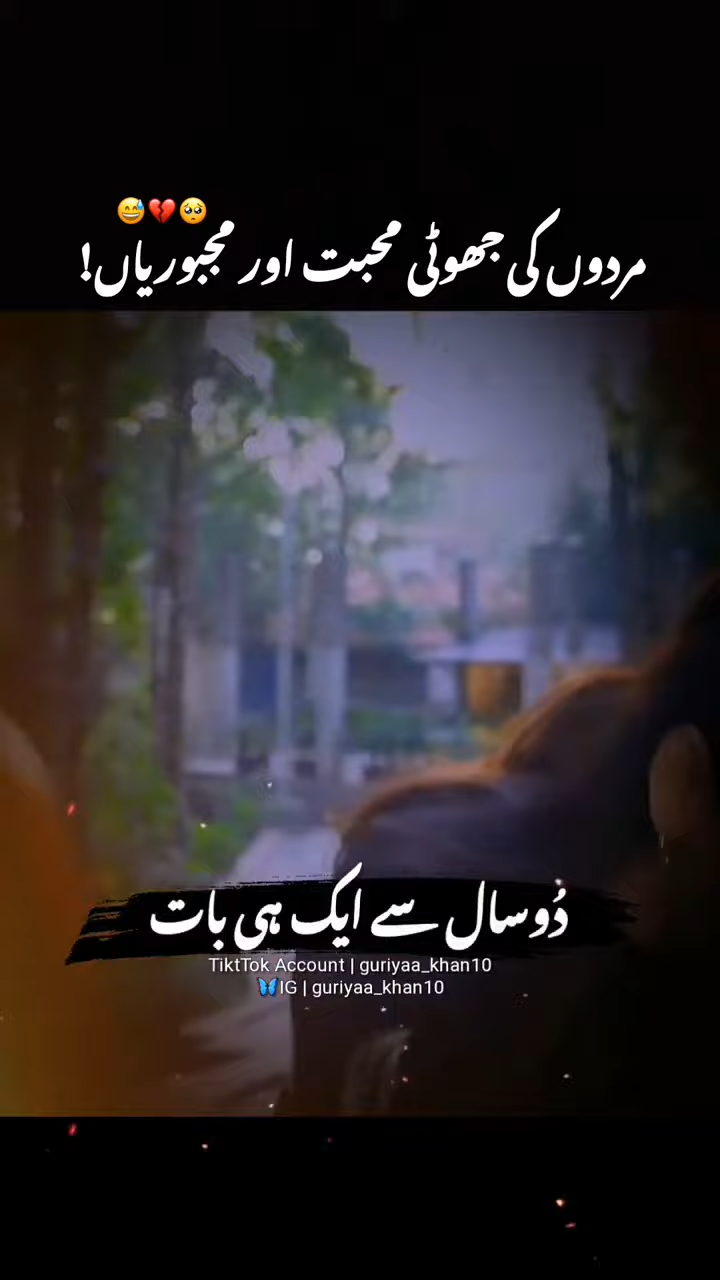 😅💔🥺
مردوں کی جھوٹی محبت اور مجبوریاں!
دُو سال سے ایک ہی بات
TiktTok Account | guriyaa_khan10
🦋IG | guriyaa_khan10